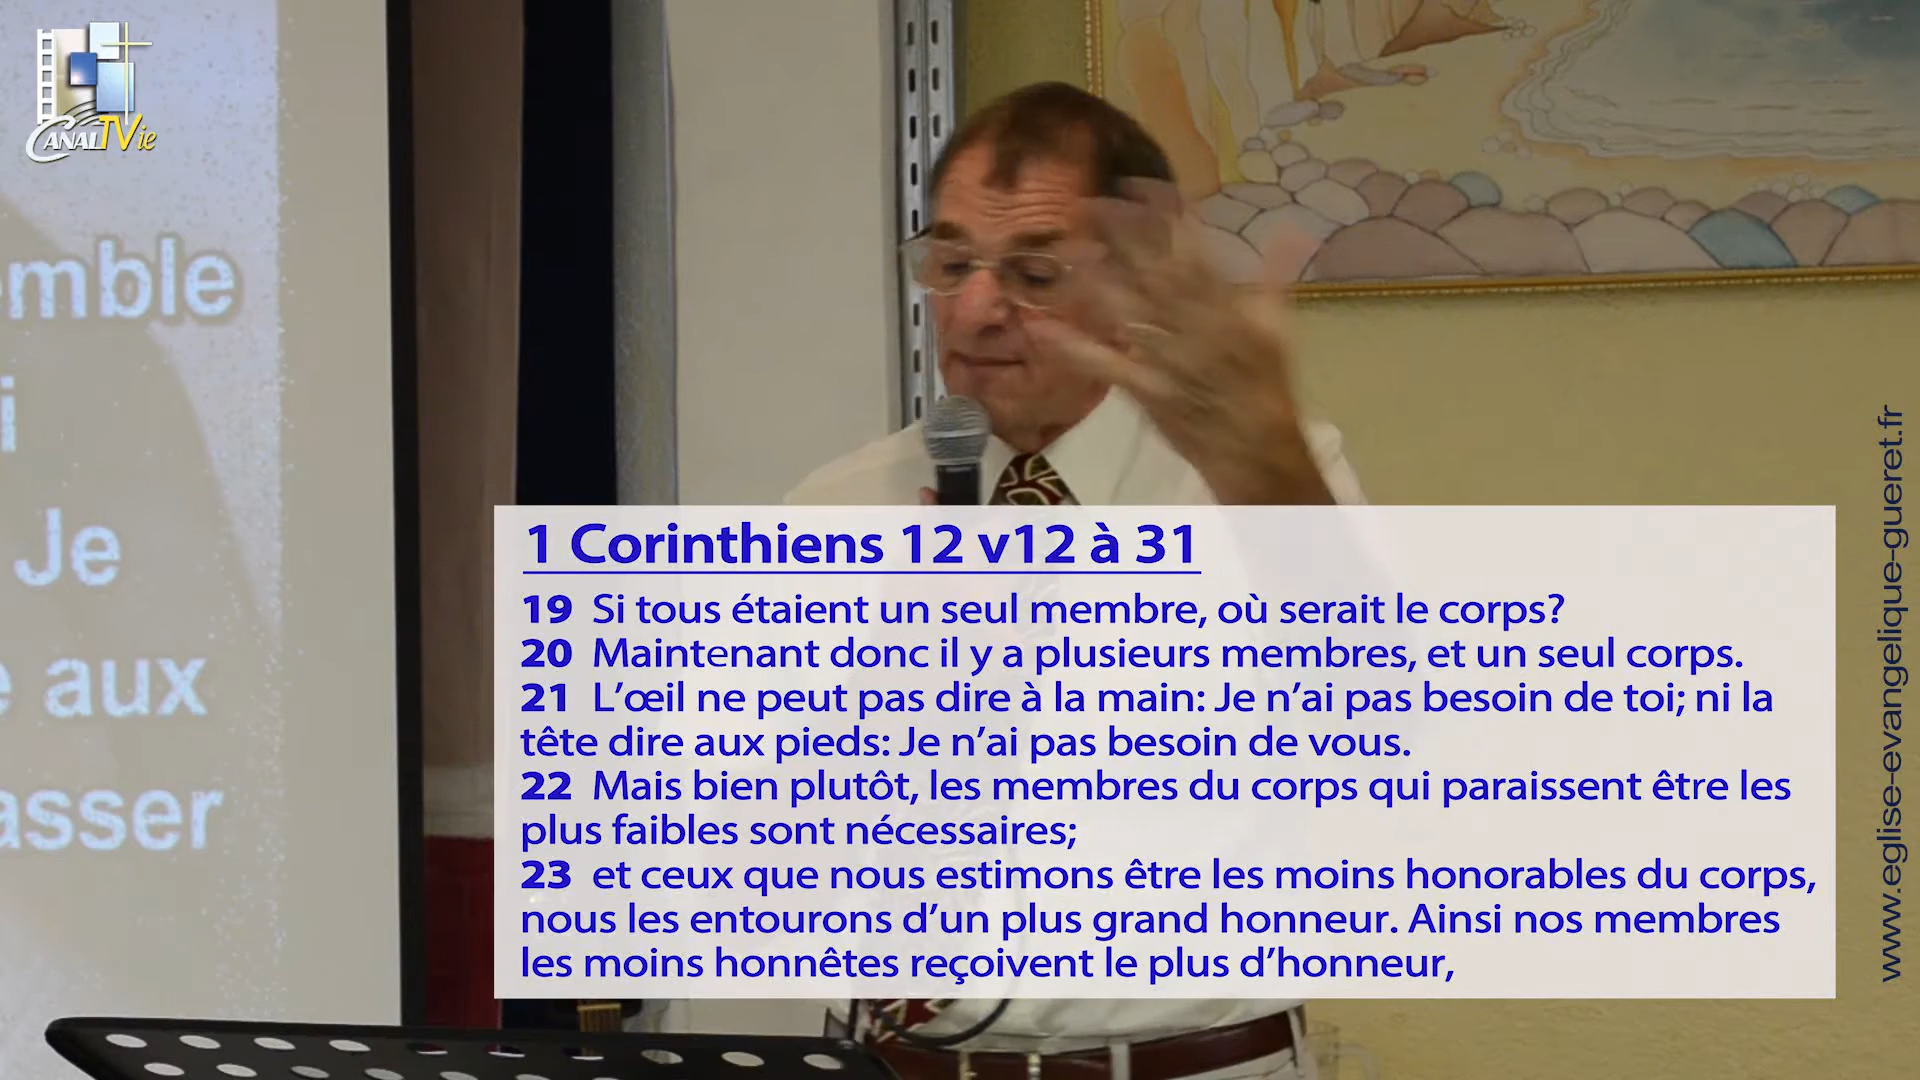 CANAL TVie
emble
i
Je
e aux
asser
1 Corinthiens 12 v12 à 31
19 Si tous étaient un seul membre, où serait le corps?
20 Maintenant donc il y a plusieurs membres, et un seul corps.
21 L’œil ne peut pas dire à la main: Je n’ai pas besoin de toi; ni la
tête dire aux pieds: Je n’ai pas besoin de vous.
22 Mais bien plutôt, les membres du corps qui paraissent être les
plus faibles sont nécessaires;
23 et ceux que nous estimons être les moins honorables du corps,
nous les entourons d’un plus grand honneur. Ainsi nos membres
les moins honnêtes reçoivent le plus d’honneur,
www.eglise-evangelique-gueret.fr